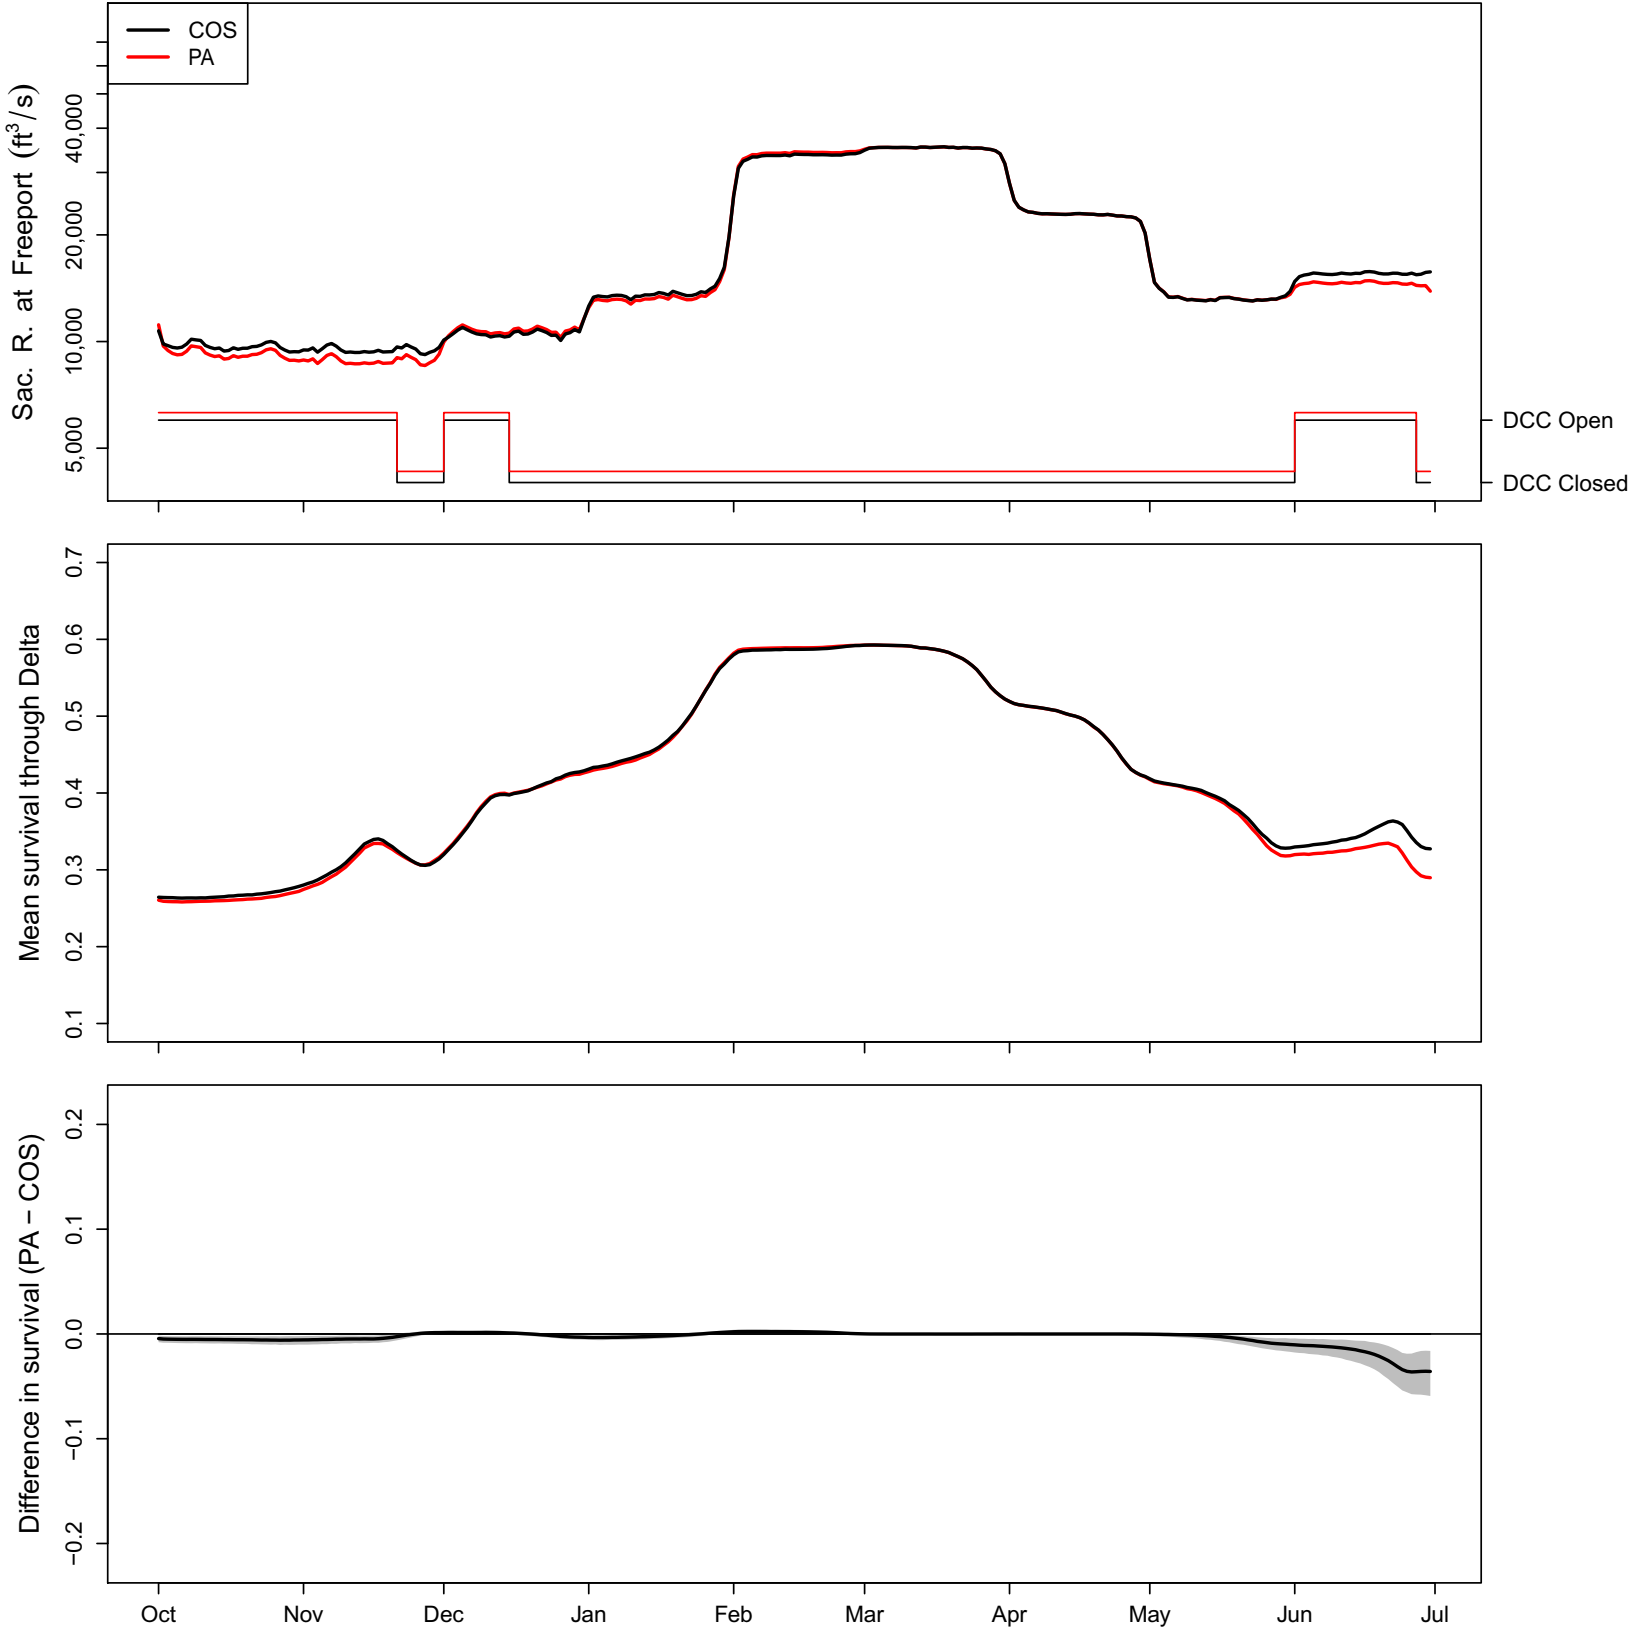 COS
PA
Sac. R. at Freeport (ft³/s)
40,000
20,000
10,000
5,000
DCC Open
DCC Closed
Mean survival through Delta
0.7
0.6
0.5
0.4
0.3
0.2
0.1
Difference in survival (PA − COS)
0.2
0.1
0.0
−0.1
−0.2
Oct Nov Dec Jan Feb Mar Apr May Jun Jul